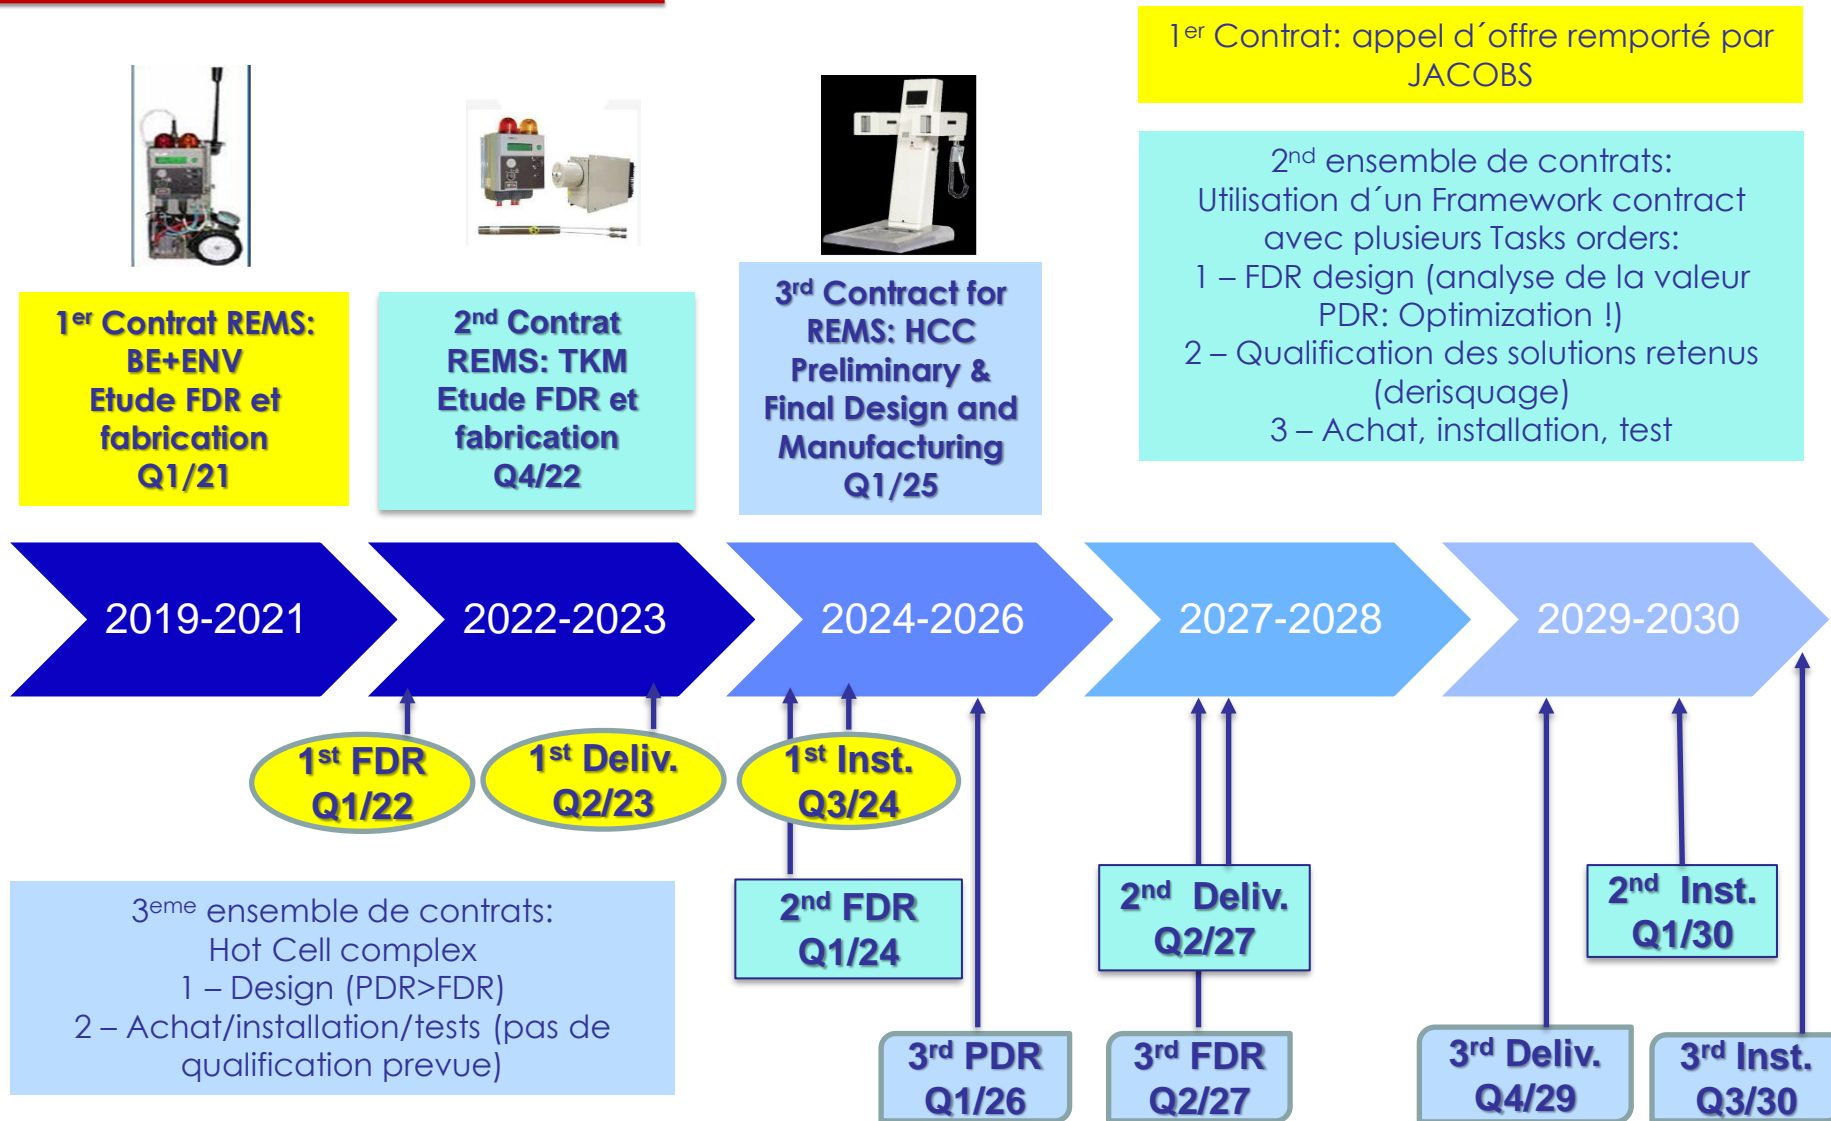 1er Contrat: appel d´offre remporté par
JACOBS
2nd ensemble de contrats:
Utilisation d´un Framework contract
avec plusieurs Tasks orders:
1 – FDR design (analyse de la valeur
PDR: Optimization !)
2 – Qualification des solutions retenus
(derisquage)
3 – Achat, installation, test
1er Contrat REMS:
BE+ENV
Etude FDR et
fabrication
Q1/21
2nd Contrat
REMS: TKM
Etude FDR et
fabrication
Q4/22
3rd Contract for
REMS: HCC
Preliminary &
Final Design and
Manufacturing
Q1/25
2019-2021
2022-2023
2024-2026
2027-2028
2029-2030
1st FDR
Q1/22
1st Deliv.
Q2/23
1st Inst.
Q3/24
2nd FDR
Q1/24
2nd Deliv.
Q2/27
2nd Inst.
Q1/30
3eme ensemble de contrats:
Hot Cell complex
1 – Design (PDR>FDR)
2 – Achat/installation/tests (pas de
qualification prevue)
3rd PDR
Q1/26
3rd FDR
Q2/27
3rd Deliv.
Q4/29
3rd Inst.
Q3/30